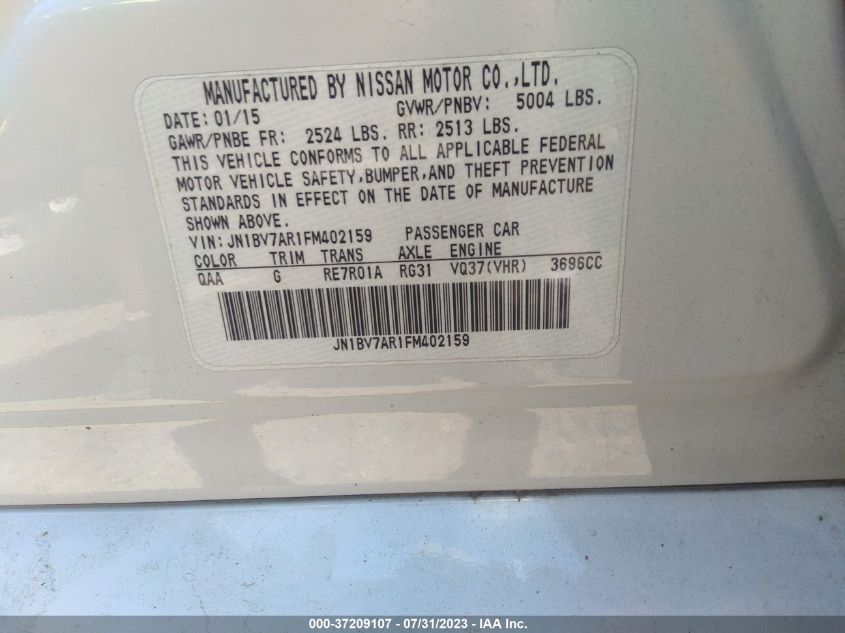 MANUFACTURED BY NISSAN MOTOR CO.,LTD.
DATE: 01/15 GVWR/PNBV: 5004 LBS.
GAWR/PNBE FR: 2524 LBS. RR: 2513 LBS.
THIS VEHICLE CONFORMS TO ALL APPLICABLE FEDERAL
MOTOR VEHICLE SAFETY,BUMPER,AND THEFT PREVENTION
STANDARDS IN EFFECT ON THE DATE OF MANUFACTURE
SHOWN ABOVE.
VIN: JN1BV7AR1FM402159 PASSENGER CAR
COLOR TRIM TRANS AXLE ENGINE
QAA G RE7R01A RG31 VQ37(VHR) 3696CC
JN1BV7AR1FM402159
000-37209107 - 07/31/2023 - IAA Inc.